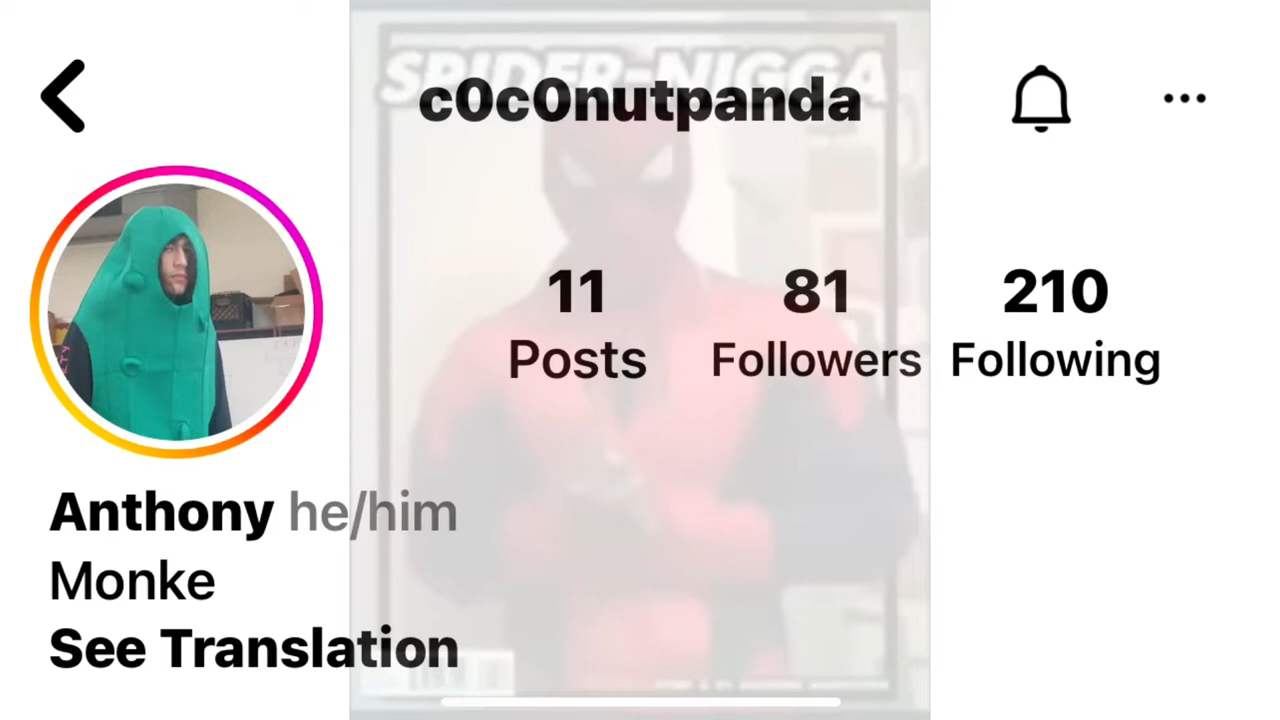 SPIDER-NIGGA
c0c0nutpanda
11 81 210
Posts Followers Following
Anthony he/him
Monke
See Translation